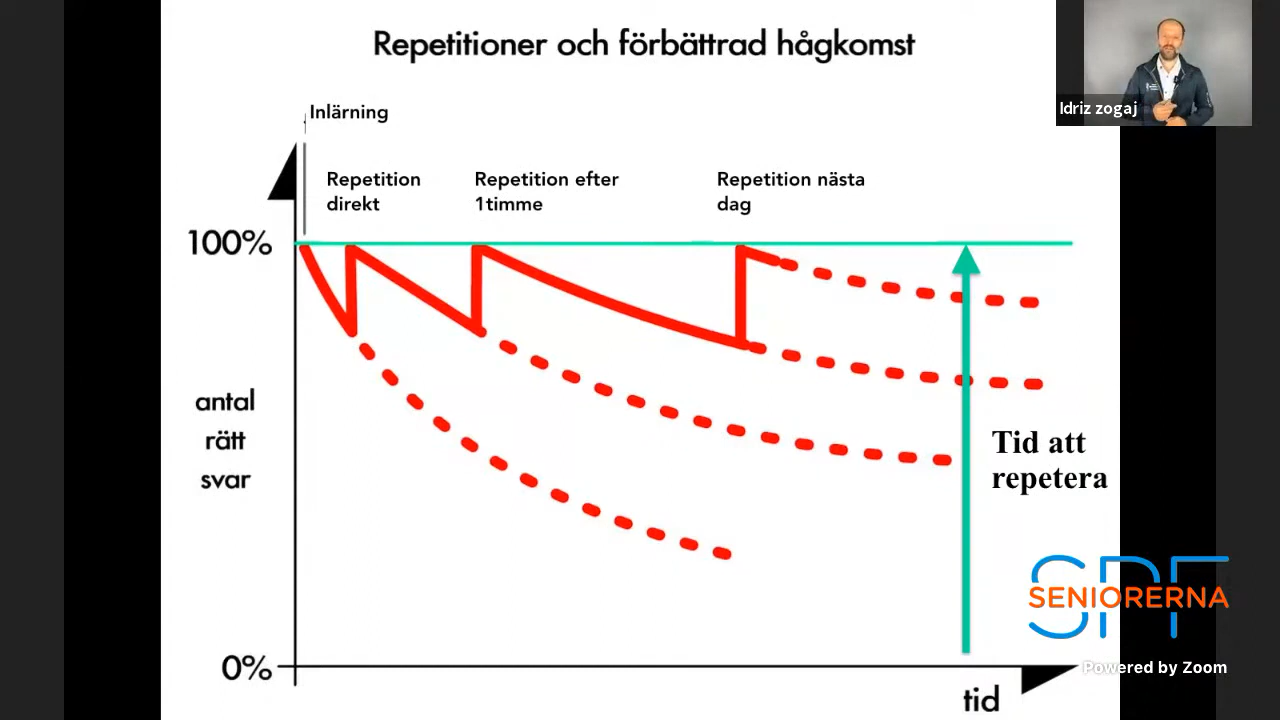 Repetitioner och förbättrad hågkomst
Idriz zogaj
Inlärning
Repetition
direkt
Repetition efter
1timme
Repetition nästa
dag
100%
antal
rätt
svar
Tid att
repetera
SPF
SENIORERNA
0%
Powered by Zoom
tid